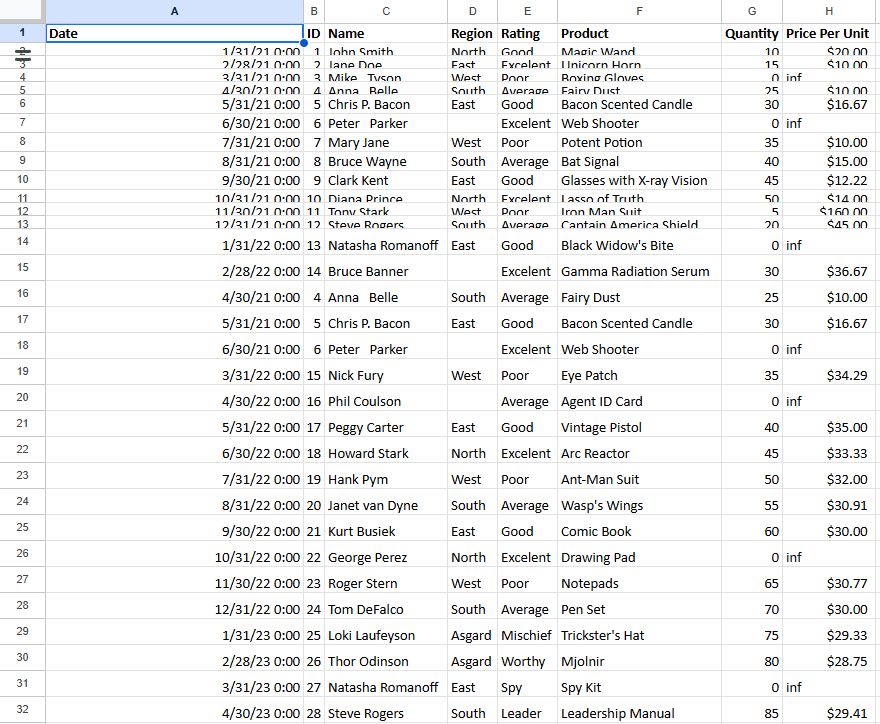 A B C D E F G H
1 Date ID Name Region Rating Product Quantity Price Per Unit
2 1/31/21 0:00 1 John Smith North Good Magic Wand 10 $20.00
3 2/28/21 0:00 2 Jane Doe East Excelent Unicorn Horn 15 $10.00
4 3/31/21 0:00 3 Mike   Tyson West Poor Boxing Gloves 0 inf
5 4/30/21 0:00 4 Anna   Belle South Average Fairy Dust 25 $10.00
6 5/31/21 0:00 5 Chris P. Bacon East Good Bacon Scented Candle 30 $16.67
7 6/30/21 0:00 6 Peter   Parker Excelent Web Shooter 0 inf
8 7/31/21 0:00 7 Mary Jane West Poor Potent Potion 35 $10.00
9 8/31/21 0:00 8 Bruce Wayne South Average Bat Signal 40 $15.00
10 9/30/21 0:00 9 Clark Kent East Good Glasses with X-ray Vision 45 $12.22
11 10/31/21 0:00 10 Diana Prince North Excelent Lasso of Truth 50 $14.00
12 11/30/21 0:00 11 Tony Stark West Poor Iron Man Suit 5 $160.00
13 12/31/21 0:00 12 Steve Rogers South Average Captain America Shield 20 $45.00
14 1/31/22 0:00 13 Natasha Romanoff East Good Black Widow's Bite 0 inf
15 2/28/22 0:00 14 Bruce Banner Excelent Gamma Radiation Serum 30 $36.67
16 4/30/21 0:00 4 Anna   Belle South Average Fairy Dust 25 $10.00
17 5/31/21 0:00 5 Chris P. Bacon East Good Bacon Scented Candle 30 $16.67
18 6/30/21 0:00 6 Peter   Parker Excelent Web Shooter 0 inf
19 3/31/22 0:00 15 Nick Fury West Poor Eye Patch 35 $34.29
20 4/30/22 0:00 16 Phil Coulson Average Agent ID Card 0 inf
21 5/31/22 0:00 17 Peggy Carter East Good Vintage Pistol 40 $35.00
22 6/30/22 0:00 18 Howard Stark North Excelent Arc Reactor 45 $33.33
23 7/31/22 0:00 19 Hank Pym West Poor Ant-Man Suit 50 $32.00
24 8/31/22 0:00 20 Janet van Dyne South Average Wasp's Wings 55 $30.91
25 9/30/22 0:00 21 Kurt Busiek East Good Comic Book 60 $30.00
26 10/31/22 0:00 22 George Perez North Excelent Drawing Pad 0 inf
27 11/30/22 0:00 23 Roger Stern West Poor Notepads 65 $30.77
28 12/31/22 0:00 24 Tom DeFalco South Average Pen Set 70 $30.00
29 1/31/23 0:00 25 Loki Laufeyson Asgard Mischief Trickster's Hat 75 $29.33
30 2/28/23 0:00 26 Thor Odinson Asgard Worthy Mjolnir 80 $28.75
31 3/31/23 0:00 27 Natasha Romanoff East Spy Spy Kit 0 inf
32 4/30/23 0:00 28 Steve Rogers South Leader Leadership Manual 85 $29.41